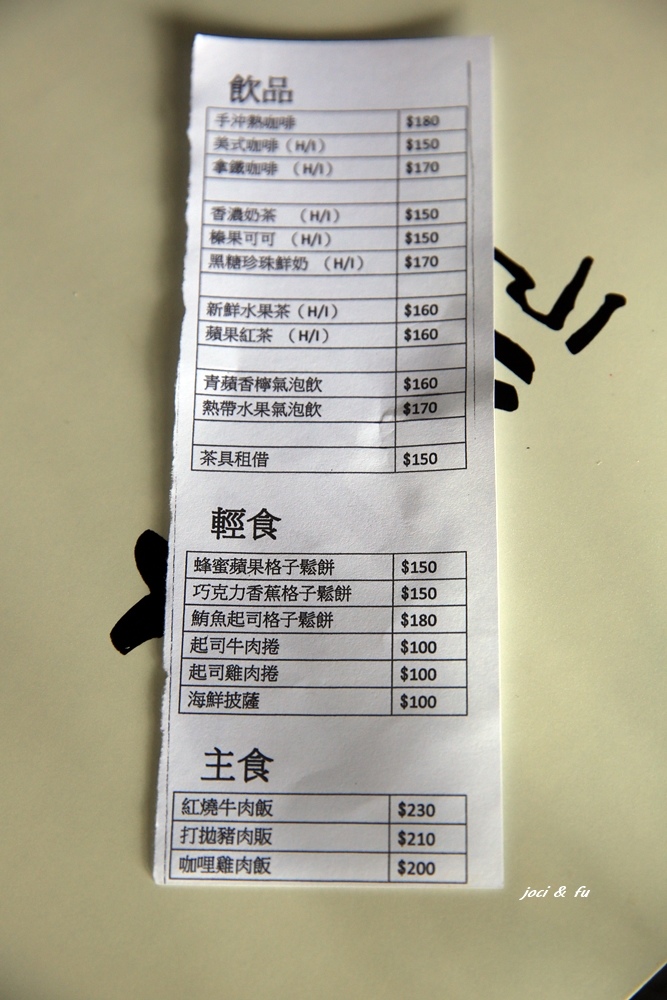 飲品
手沖熱咖啡 $180
美式咖啡（H/I） $150
拿鐵咖啡 （H/I） $170
香濃奶茶 （H/I） $150
榛果可可 （H/I） $150
黑糖珍珠鮮奶 （H/I） $170
新鮮水果茶（H/I） $160
蘋果紅茶 （H/I） $160
青蘋香檸氣泡飲 $160
熱帶水果氣泡飲 $170
茶具租借 $150
輕食
蜂蜜蘋果格子鬆餅 $150
巧克力香蕉格子鬆餅 $150
鮪魚起司格子鬆餅 $180
起司牛肉捲 $100
起司雞肉捲 $100
海鮮披薩 $100
主食
紅燒牛肉飯 $230
打拋豬肉販 $210
咖哩雞肉飯 $200
joci & fu